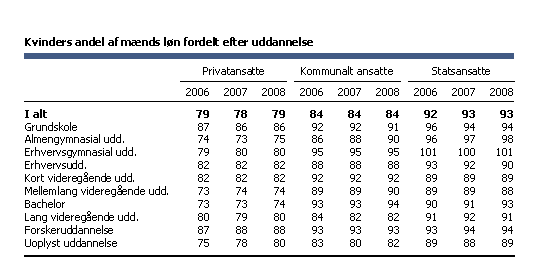 Kvinders andel af mænds løn fordelt efter uddannelse
Privatansatte Kommunalt ansatte Statsansatte
2006 2007 2008 2006 2007 2008 2006 2007 2008
I alt 79 78 79 84 84 84 92 93 93
Grundskole 87 86 86 92 92 91 96 94 94
Almengymnasial udd. 74 73 75 86 88 90 96 97 98
Erhvervsgymnasial udd. 79 80 80 95 95 95 101 100 101
Erhvervsudd. 82 82 82 88 88 88 93 92 90
Kort videregående udd. 82 82 82 92 92 92 89 89 89
Mellemlang videregående udd. 73 74 74 89 89 90 89 89 88
Bachelor 73 73 74 93 93 94 90 91 93
Lang videregående udd. 80 79 80 84 82 82 91 92 91
Forskeruddannelse 87 88 88 93 93 93 93 94 94
Uoplyst uddannelse 75 78 80 83 80 82 89 88 89